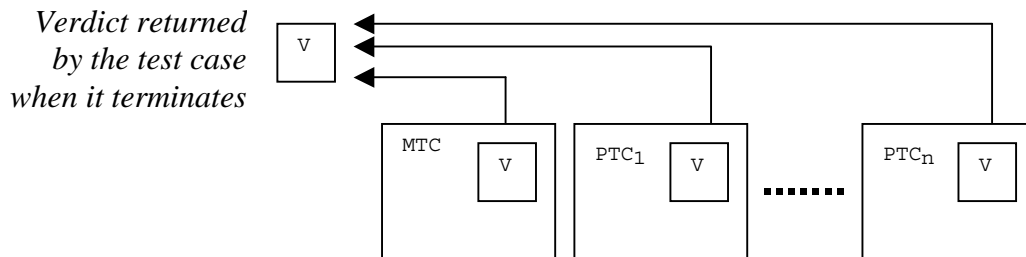 Verdict returned
by the test case
when it terminates
V
MTC
V
PTC1
V
PTCn
V